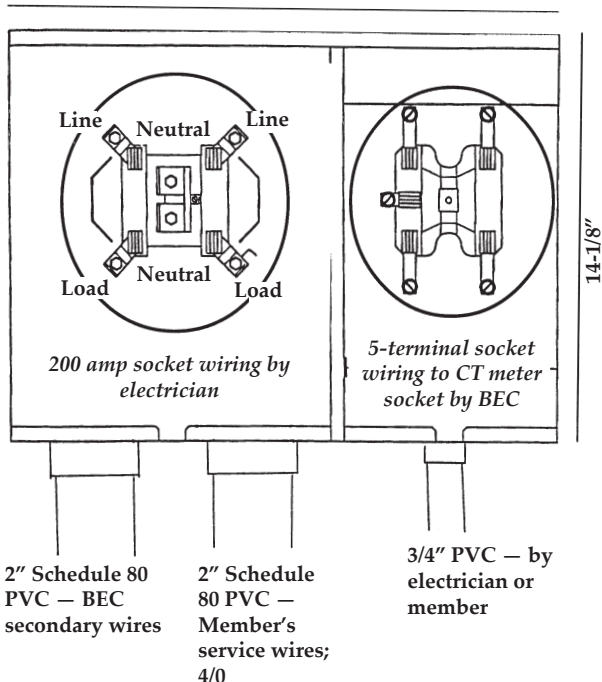 Line Neutral Line
Load Neutral Load
200 amp socket wiring by
electrician
5-terminal socket
wiring to CT meter
socket by BEC
14-1/8"
2" Schedule 80
PVC — BEC
secondary wires
2" Schedule
80 PVC —
Member's
service wires;
4/0
3/4" PVC — by
electrician or
member